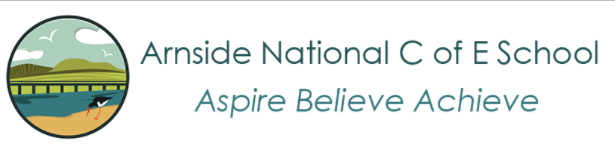 Arnside National C of E School
Aspire Believe Achieve